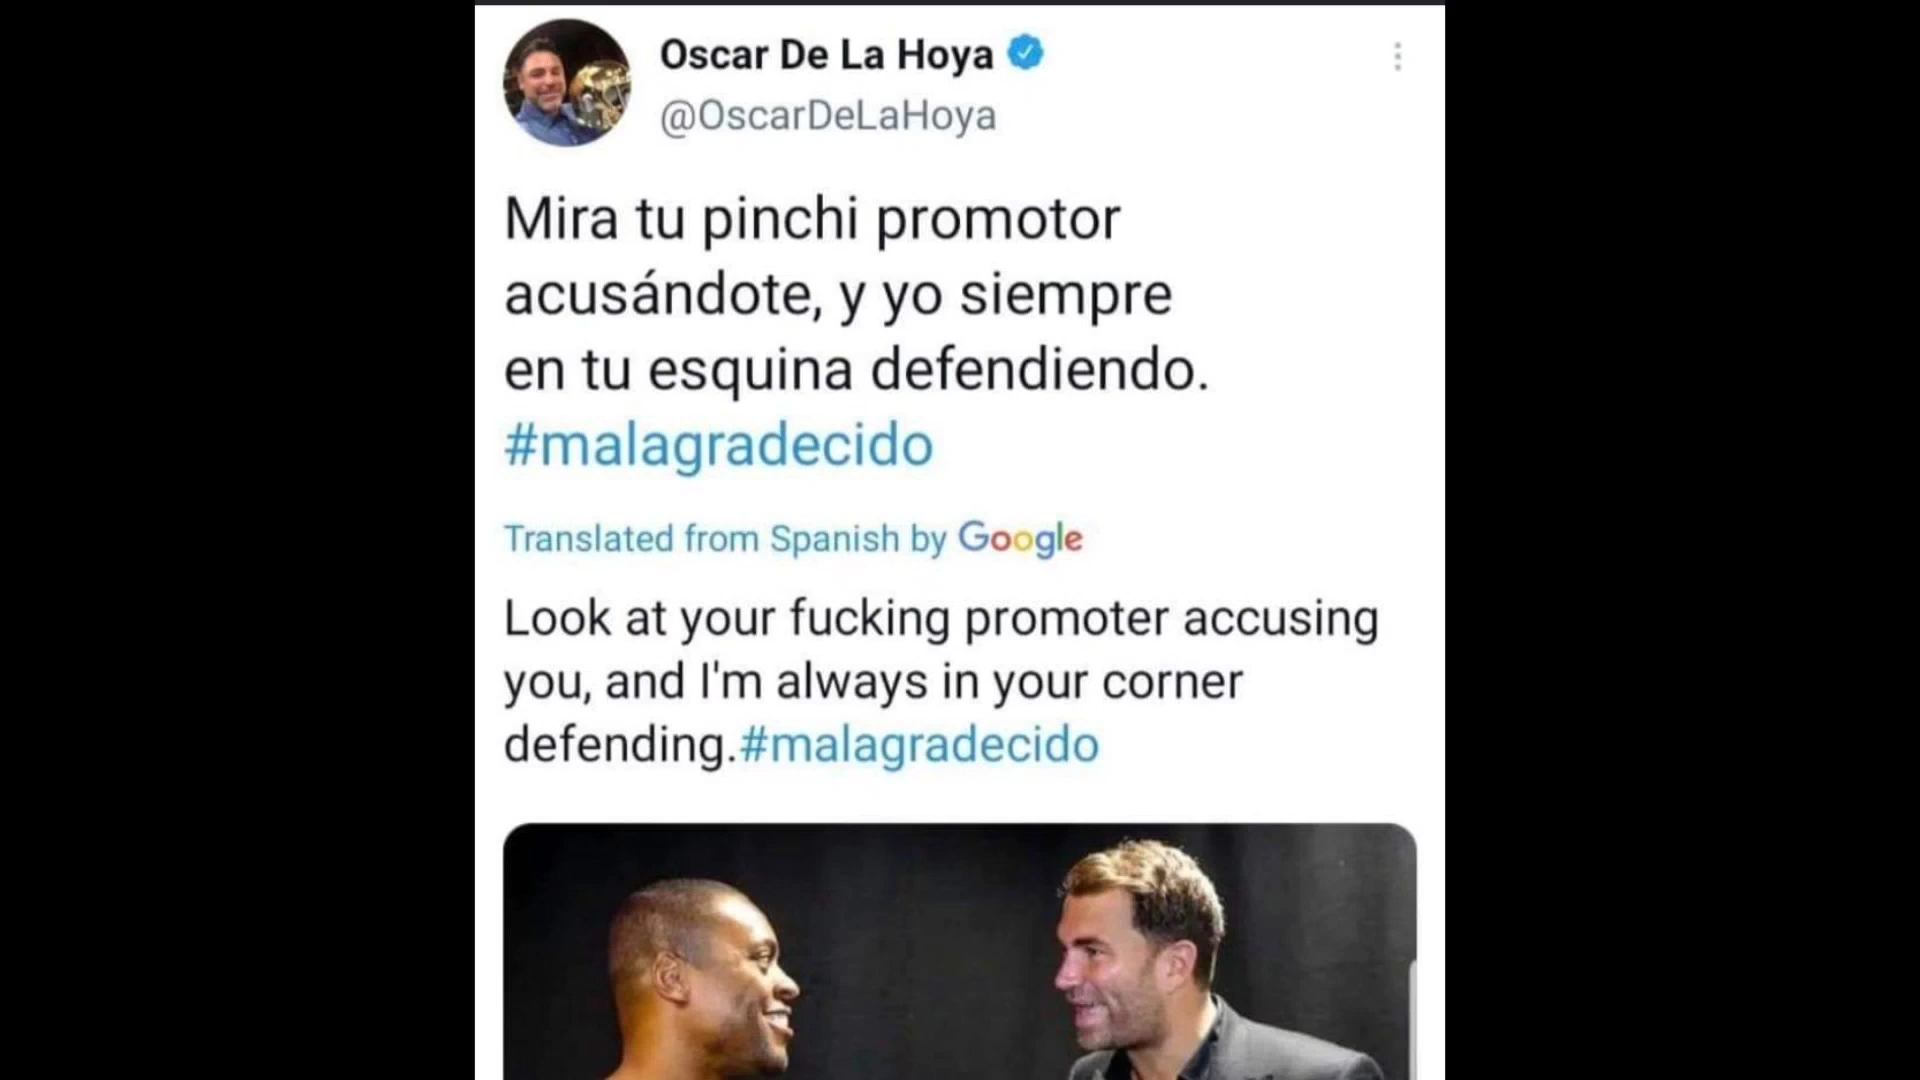 Oscar De La Hoya
@OscarDeLaHoya
Mira tu pinchi promotor
acusándote, y yo siempre
en tu esquina defendiendo.
#malagradecido
Translated from Spanish by Google
Look at your fucking promoter accusing
you, and I'm always in your corner
defending.#malagradecido